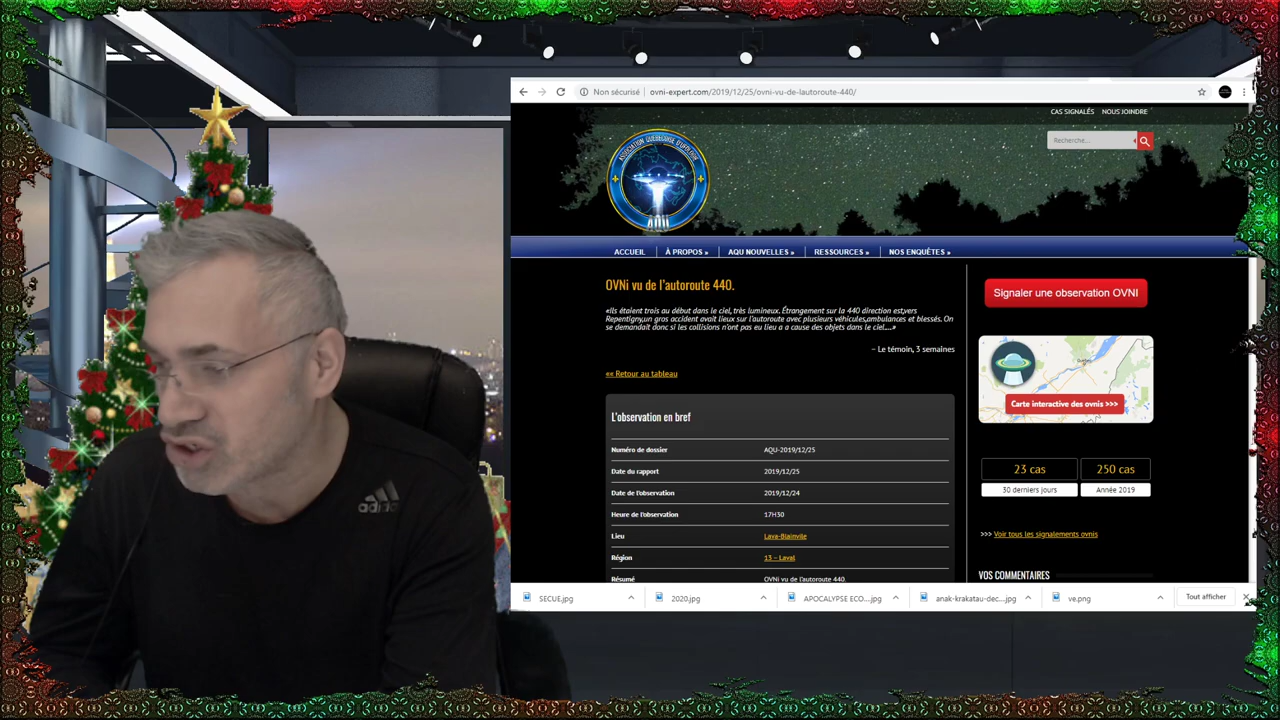 Non sécurisé | ovni-expert.com/2019/12/25/ovni-vu-de-lautoroute-440/
CAS SIGNALÉS NOUS JOINDRE
Recherche...
ASSOCIATION QUÉBÉCOISE D'UFOLOGIE
ACCUEIL À PROPOS » AQU NOUVELLES » RESSOURCES » NOS ENQUÊTES »
OVNi vu de l'autoroute 440.
«Ils étaient trois au début dans le ciel, très lumineux. Étrangement sur la 440 direction est,vers
Repentigny,un gros accident avait lieux sur l'autoroute avec plusieurs véhicules,ambulances et blessés. On
se demandait donc si les collisions n'ont pas eu lieu a cause des objets dans le ciel....»
– Le témoin, 3 semaines
«« Retour au tableau
L'observation en bref
Numéro de dossier AQU-2019/12/25
Date du rapport 2019/12/25
Date de l'observation 2019/12/24
Heure de l'observation 17H30
Lieu Lava-Blainvile
Région 13 – Laval
Résumé OVNi vu de l'autoroute 440.
Signaler une observation OVNI
Carte interactive des ovnis >>>
23 cas 250 cas
30 derniers jours Année 2019
>>> Voir tous les signalements ovnis
VOS COMMENTAIRES
SECUE.jpg 2020.jpg APOCALYPSE ECO....jpg anak-krakatau-dec....jpg ve.png Tout afficher
adidas